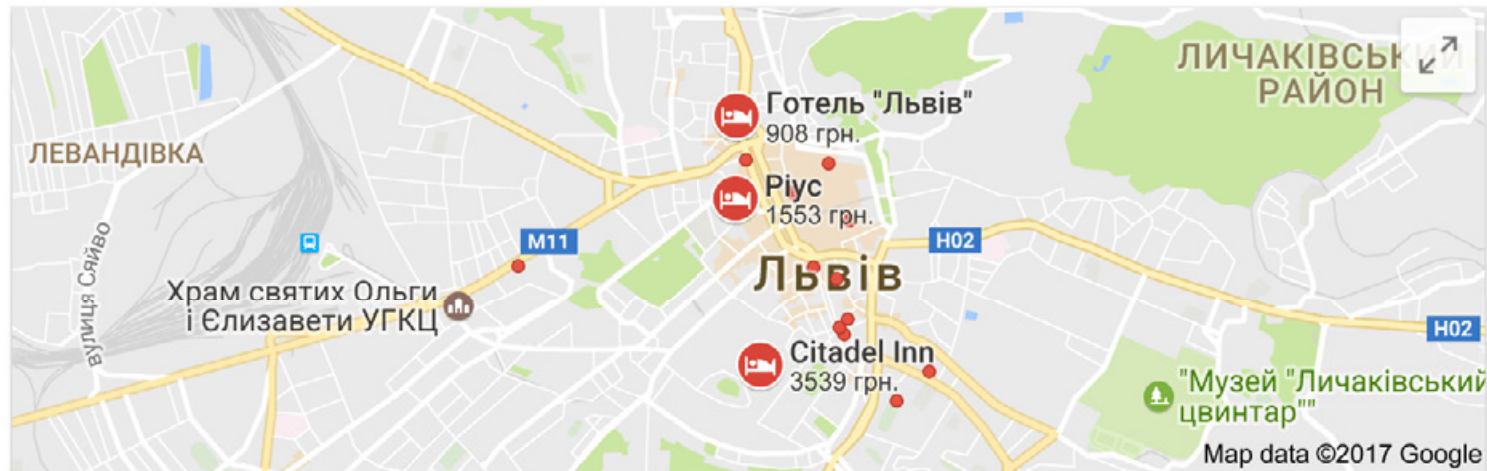 ЛИЧАКІВСЬКИЙ
РАЙОН
Готель "Львів"
908 грн.
ЛЕВАНДІВКА
Ріус
1553 грн.
вулиця Сяйво
M11
H02
Львів
Храм святих Ольги
і Єлизавети УГКЦ
H02
Citadel Inn
3539 грн.
"Музей "Личаківський
цвинтар""
Map data ©2017 Google